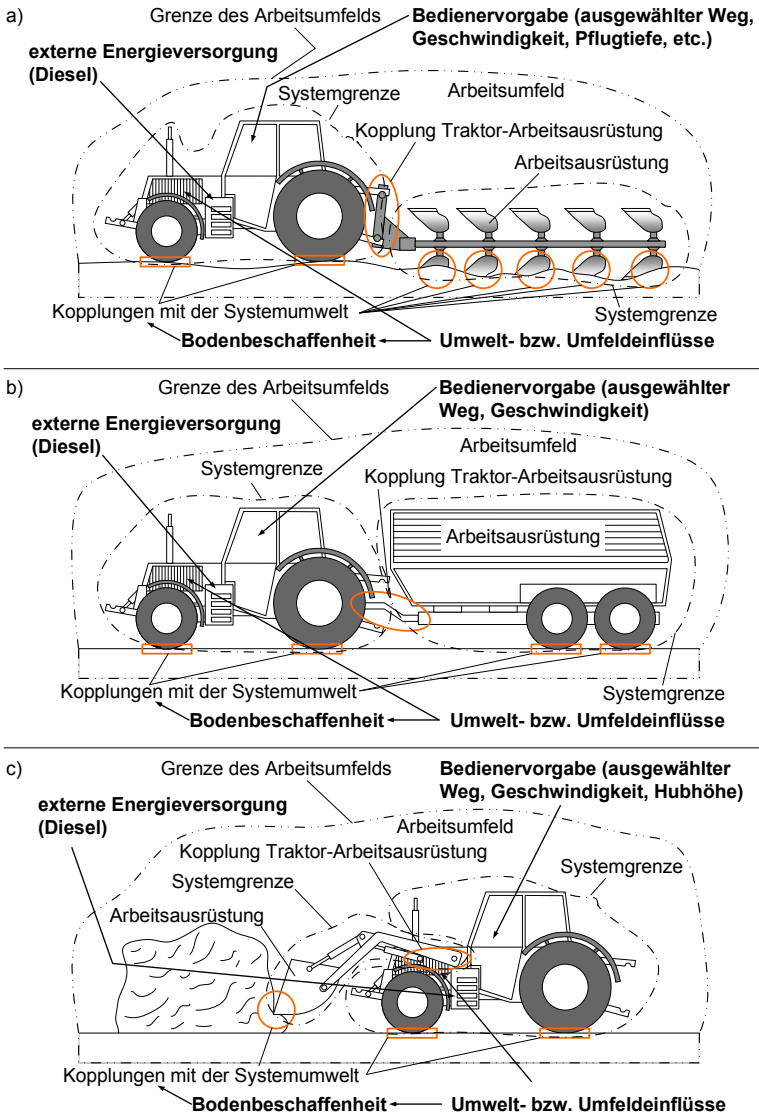 a)
Grenze des Arbeitsumfelds
Bedienervorgabe (ausgewählter Weg,
Geschwindigkeit, Pflugtiefe, etc.)
externe Energieversorgung
(Diesel)
Systemgrenze
Arbeitsumfeld
Kopplung Traktor-Arbeitsausrüstung
Arbeitsausrüstung
Kopplungen mit der Systemumwelt
Systemgrenze
Bodenbeschaffenheit
Umwelt- bzw. Umfeldeinflüsse
b)
Grenze des Arbeitsumfelds
Bedienervorgabe (ausgewählter
Weg, Geschwindigkeit)
externe Energieversorgung
(Diesel)
Arbeitsumfeld
Systemgrenze
Kopplung Traktor-Arbeitsausrüstung
Arbeitsausrüstung
Kopplungen mit der Systemumwelt
Systemgrenze
Bodenbeschaffenheit
Umwelt- bzw. Umfeldeinflüsse
c)
Grenze des Arbeitsumfelds
Bedienervorgabe (ausgewählter
Weg, Geschwindigkeit, Hubhöhe)
externe Energieversorgung
(Diesel)
Arbeitsumfeld
Kopplung Traktor-Arbeitsausrüstung
Systemgrenze
Systemgrenze
Arbeitsausrüstung
Kopplungen mit der Systemumwelt
Bodenbeschaffenheit
Umwelt- bzw. Umfeldeinflüsse